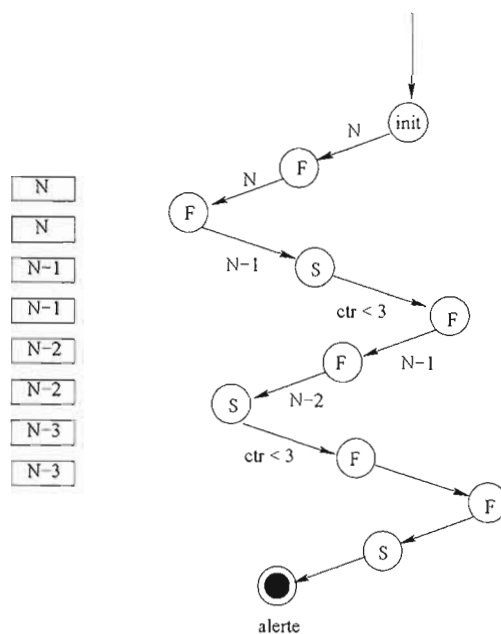 init
N
F
N
N
F
N
N-1
N-1
S
N-1
ctr < 3
F
N-2
F
N-1
N-2
S
N-2
N-3
ctr < 3
F
N-3
F
S
alerte